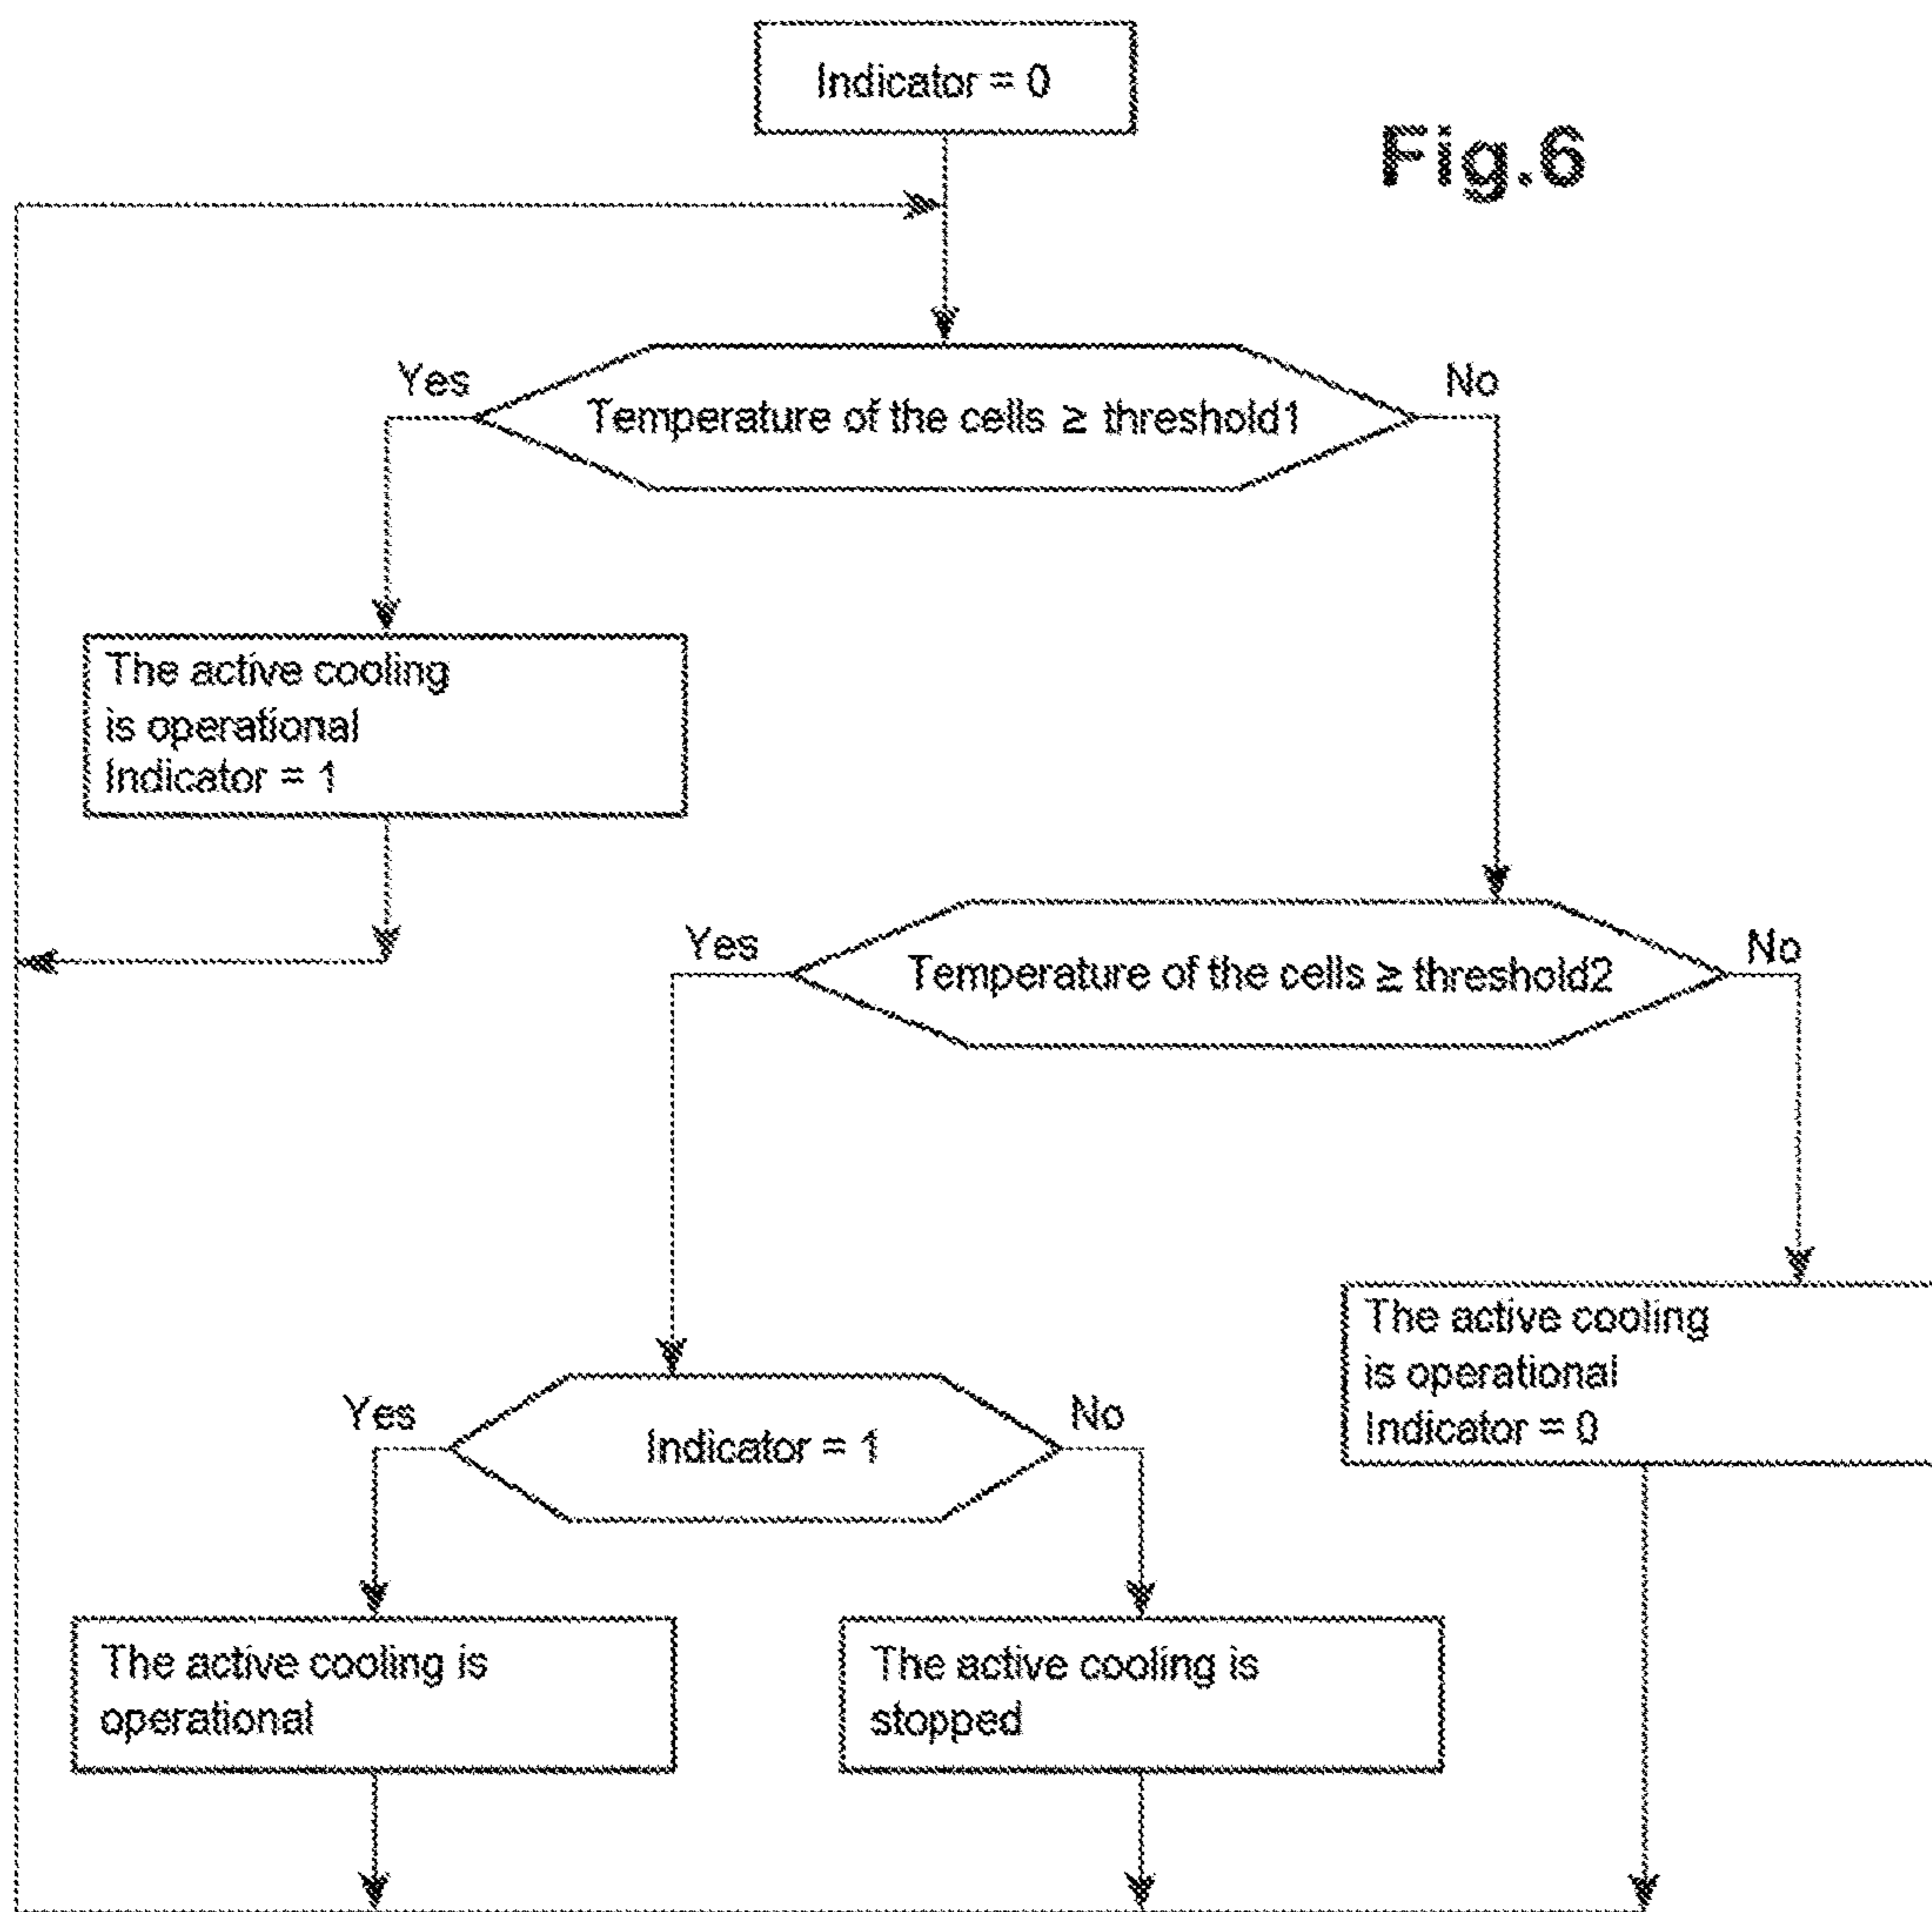 Indicator = 0
Fig.6
Yes
Temperature of the cells ≥ threshold1
No
The active cooling
is operational
Indicator = 1
Yes
Temperature of the cells ≧ threshold2
No
The active cooling
is operational
Indicator = 0
Yes
Indicator = 1
No
The active cooling is
operational
The active cooling is
stopped